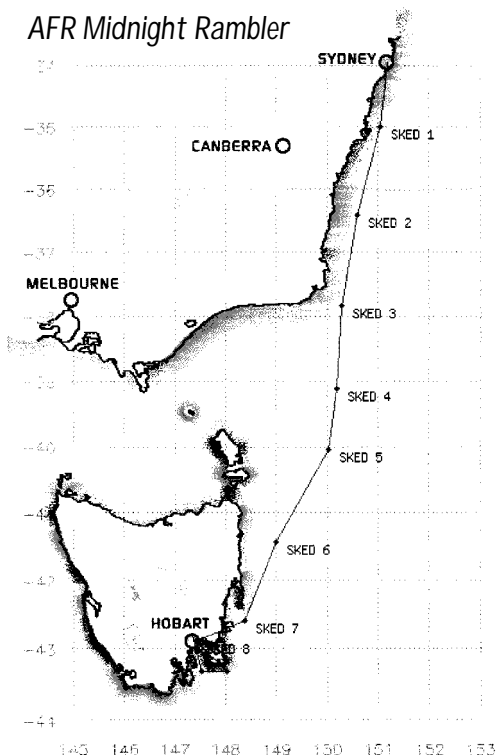 AFR Midnight Rambler
SYDNEY
-35
SKED 1
CANBERRA
-36
SKED 2
-37
MELBOURNE
SKED 3
SKED 4
-40
SKED 5
SKED 6
-42
HOBART
SKED 7
-43
SKED 8
-44
145 146 147 148 149 150 151 152 153